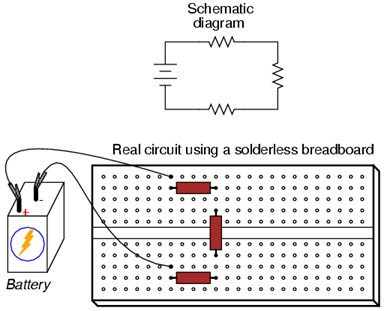 Schematic
diagram
Real circuit using a solderless breadboard
+
-
Battery